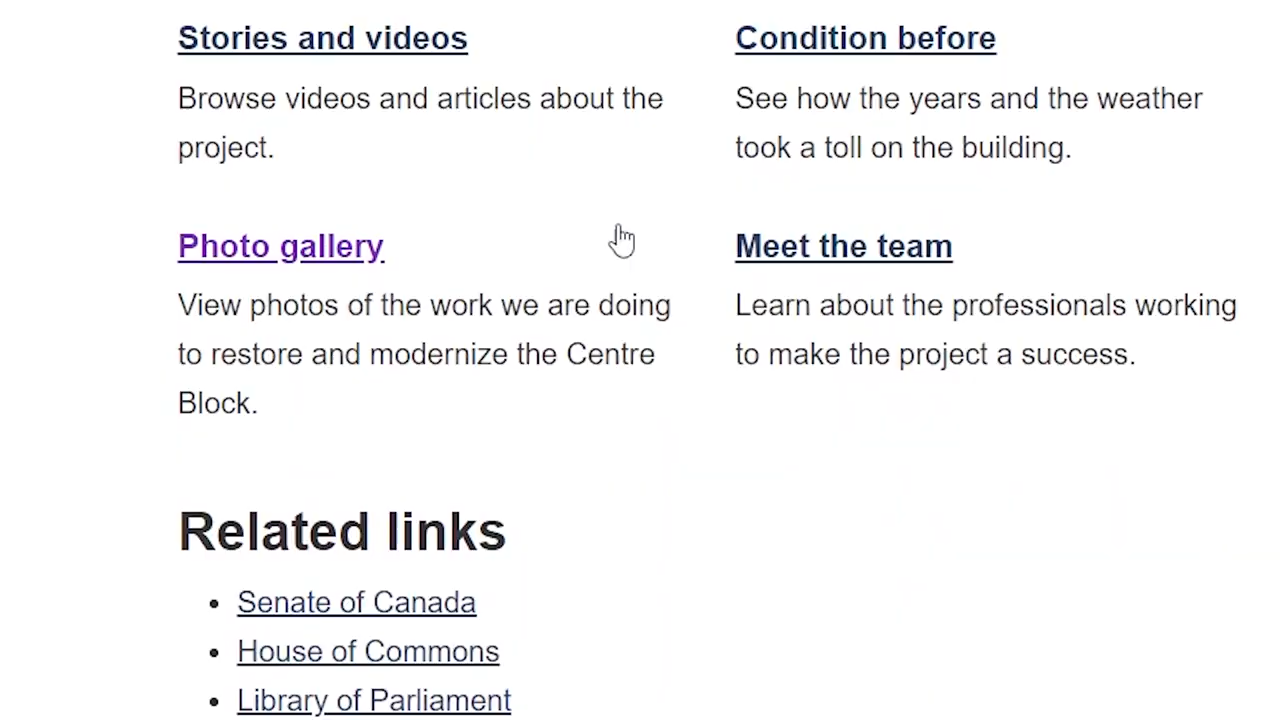 Stories and videos
Browse videos and articles about the
project.
Condition before
See how the years and the weather
took a toll on the building.
Photo gallery
View photos of the work we are doing
to restore and modernize the Centre
Block.
Meet the team
Learn about the professionals working
to make the project a success.
Related links
Senate of Canada
House of Commons
Library of Parliament